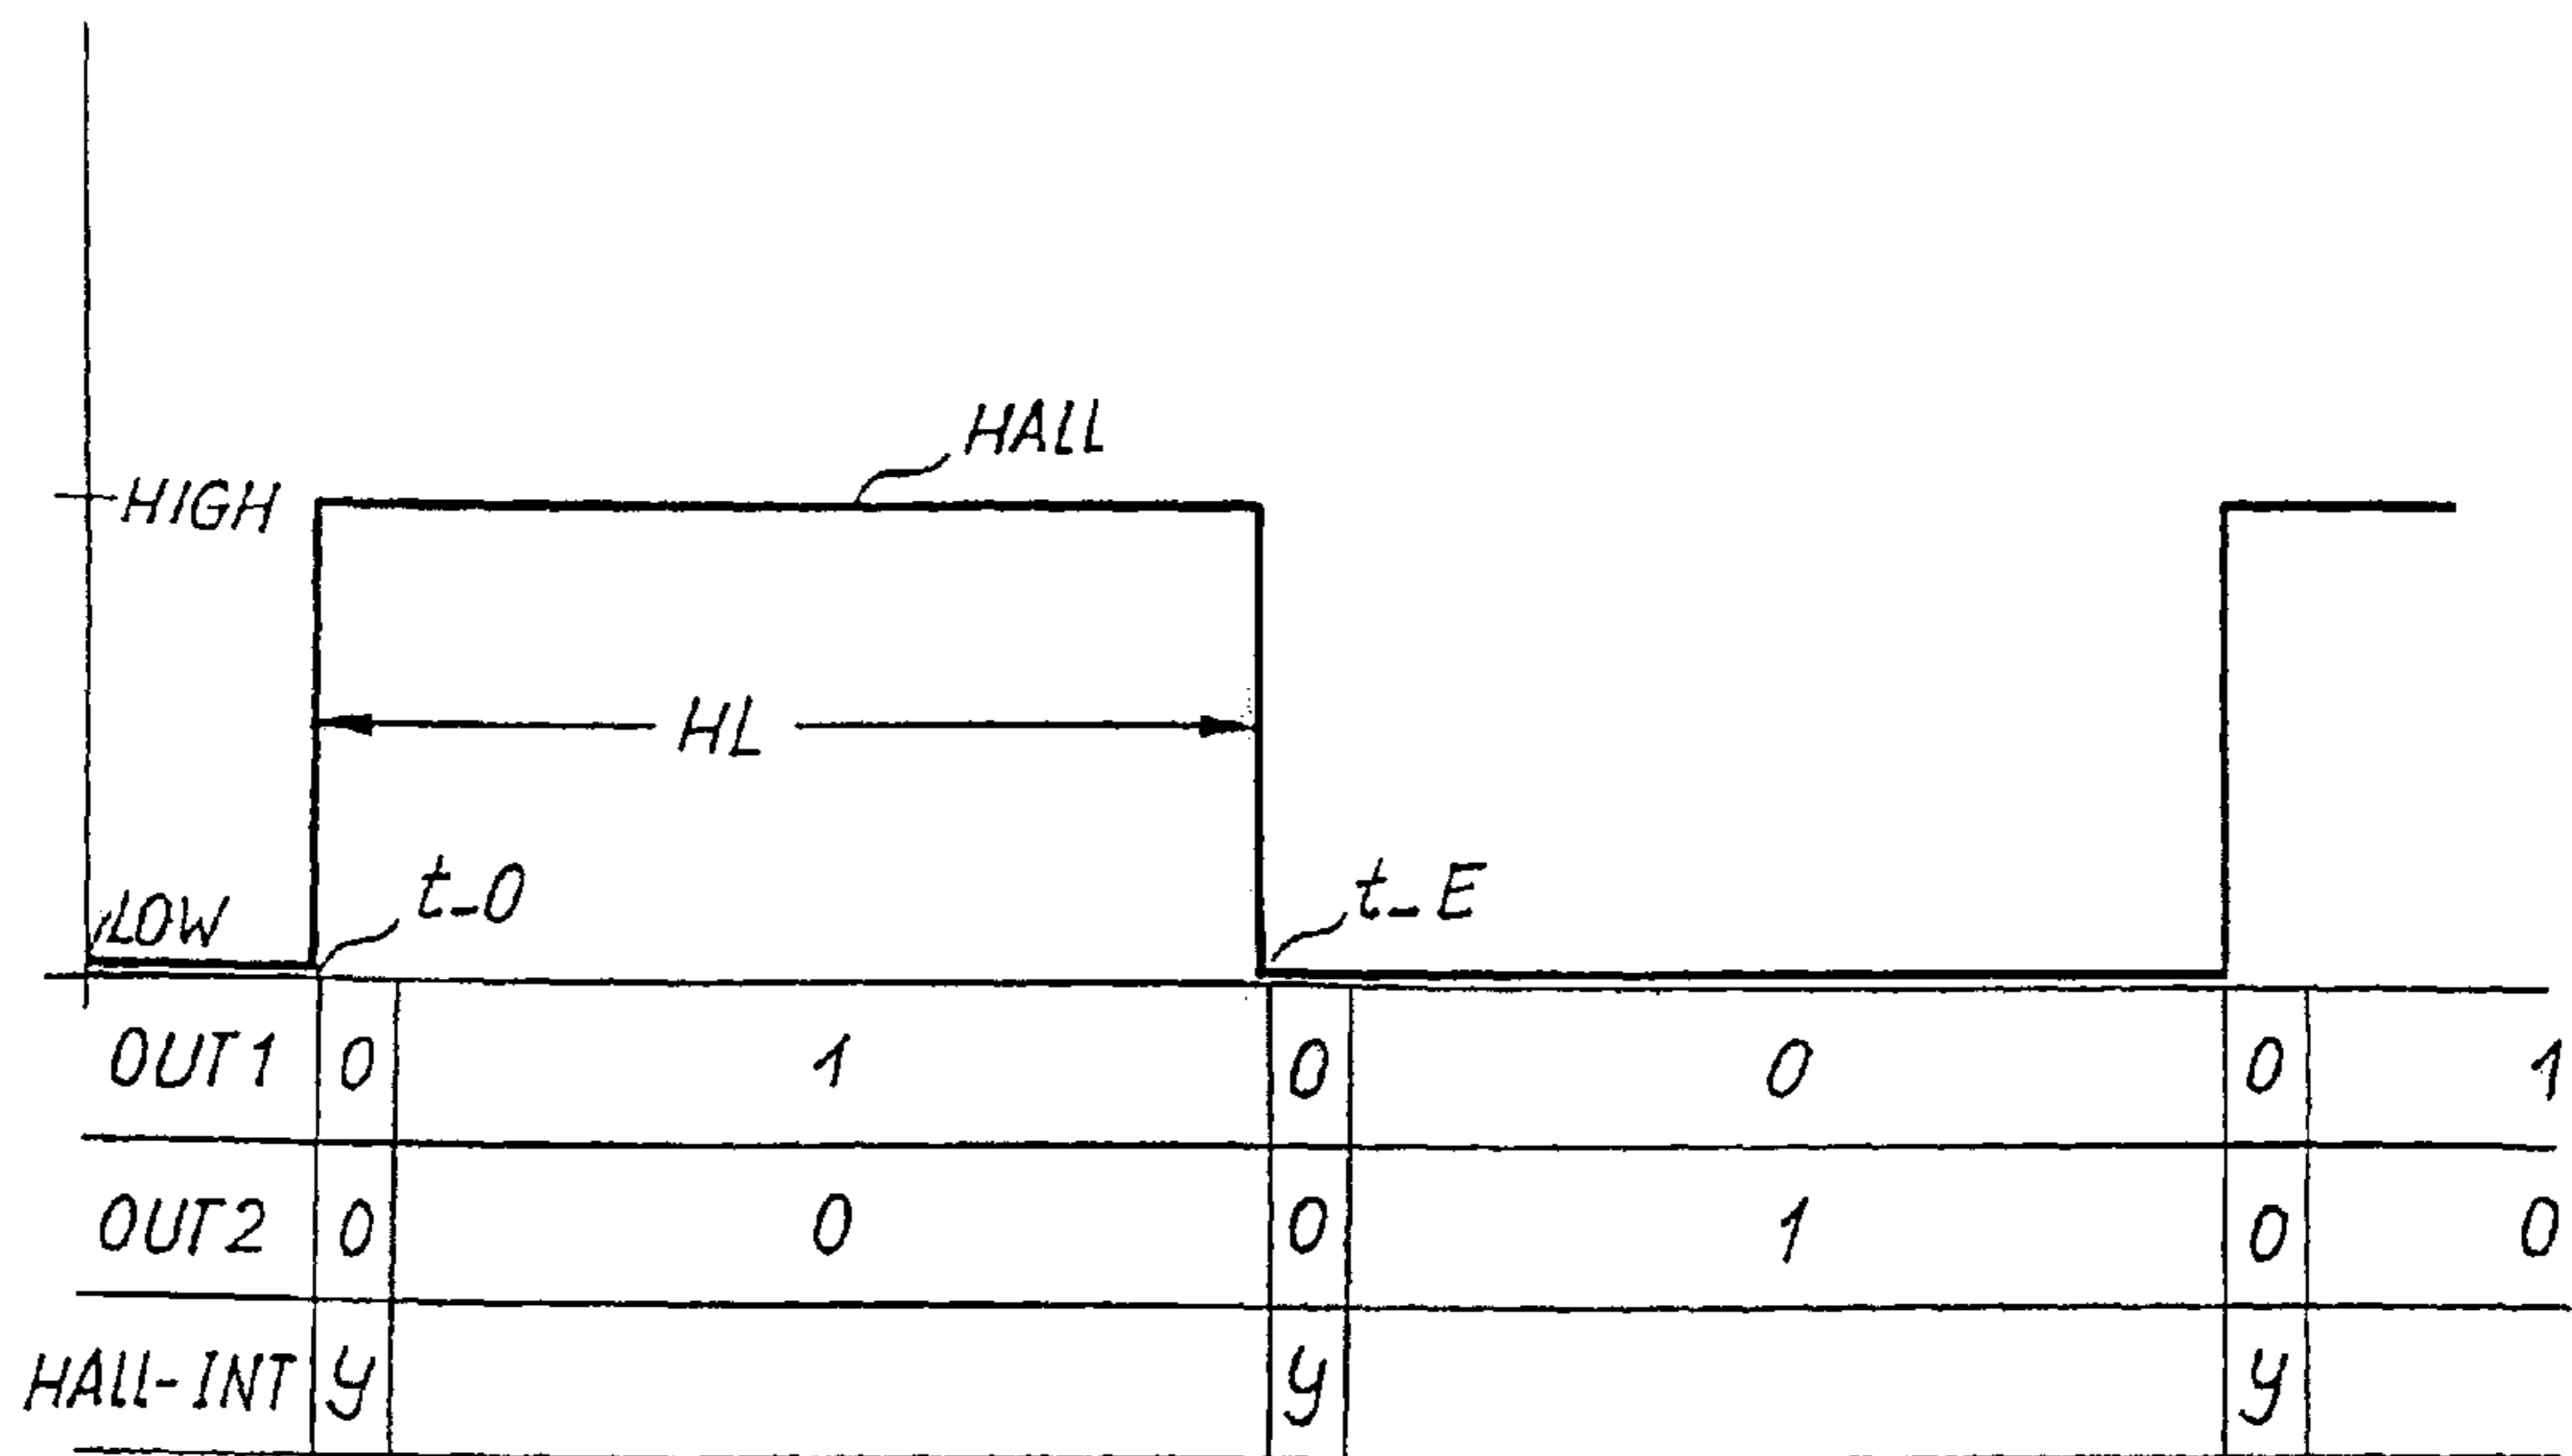 HALL
HIGH
HL
t_0
t_E
LOW
OUT1 0 1 0 0 0 1
OUT2 0 0 0 1 0 0
HALL-INT y y y